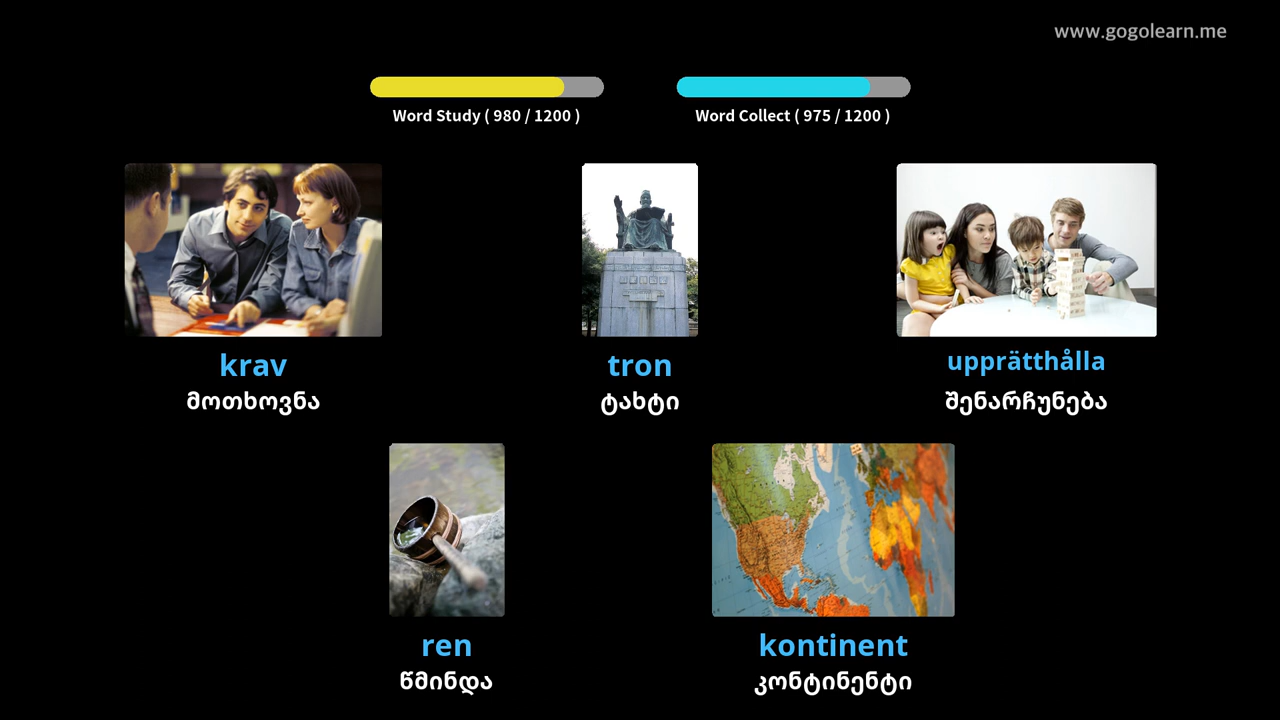 www.gogolearn.me
Word Study ( 980 / 1200 )
Word Collect ( 975 / 1200 )
krav
მოთხოვნა
tron
ტახტი
upprätthålla
შენარჩუნება
ren
წმინდა
kontinent
კონტინენტი